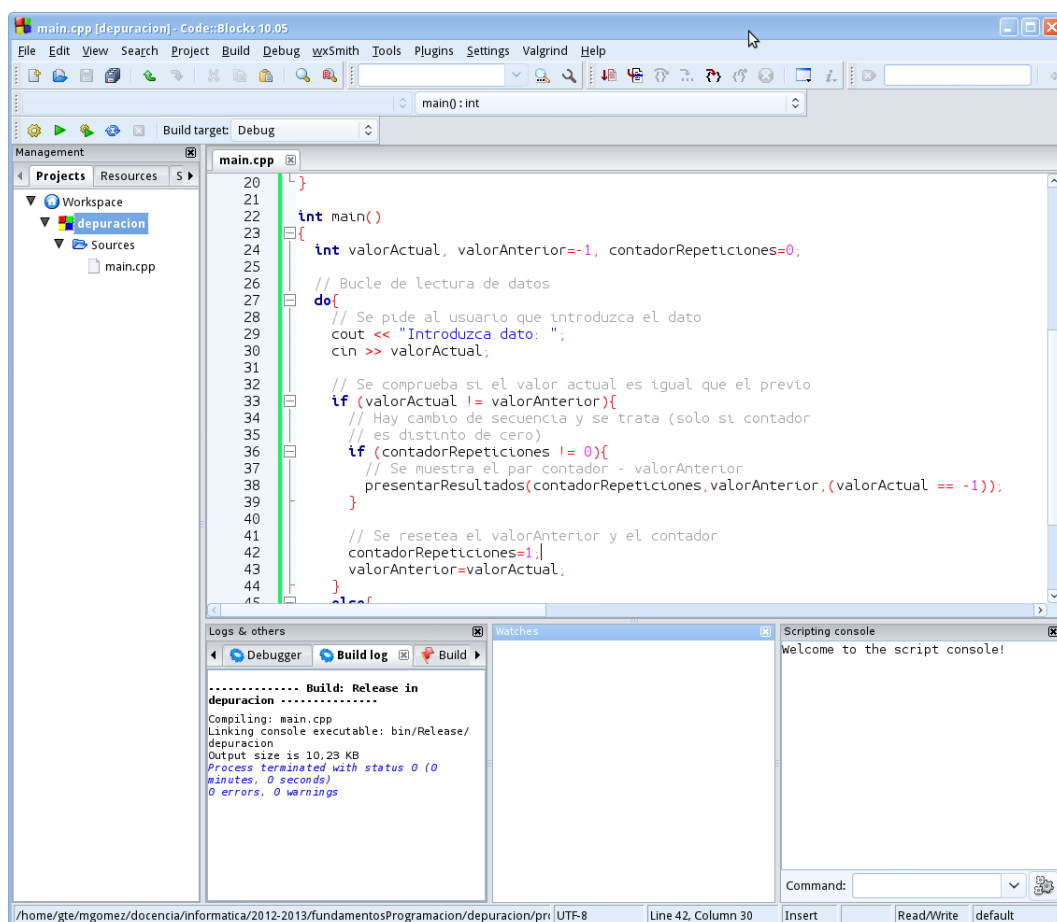 main.cpp [depuracion] - Code::Blocks 10.05
File Edit View Search Project Build Debug wxSmith Tools Plugins Settings Valgrind Help
main() : int
Build target: Debug
Management
Projects Resources S
Workspace
depuracion
Sources
main.cpp
main.cpp
20 }
21
22 int main()
23 {
24 int valorActual, valorAnterior=-1, contadorRepeticiones=0;
25
26 // Bucle de lectura de datos
27 do{
28 // Se pide al usuario que introduzca el dato
29 cout << "Introduzca dato: ";
30 cin >> valorActual;
31
32 // Se comprueba si el valor actual es igual que el previo
33 if (valorActual != valorAnterior){
34 // Hay cambio de secuencia y se trata (solo si contador
35 // es distinto de cero)
36 if (contadorRepeticiones != 0){
37 // Se muestra el par contador - valorAnterior
38 presentarResultados(contadorRepeticiones,valorAnterior,(valorActual == -1));
39 }
40
41 // Se resetea el valorAnterior y el contador
42 contadorRepeticiones=1;
43 valorAnterior=valorActual;
44 }
45 else{
Logs & others
Debugger Build log Build
-------------- Build: Release in
depuracion ---------------
Compiling: main.cpp
Linking console executable: bin/Release/
depuracion
Output size is 10,23 KB
Process terminated with status 0 (0
minutes, 0 seconds)
0 errors, 0 warnings
Watches
Scripting console
Welcome to the script console!
Command:
/home/gte/mgomez/docencia/informatica/2012-2013/fundamentosProgramacion/depuracion/pr UTF-8 Line 42, Column 30 Insert Read/Write default